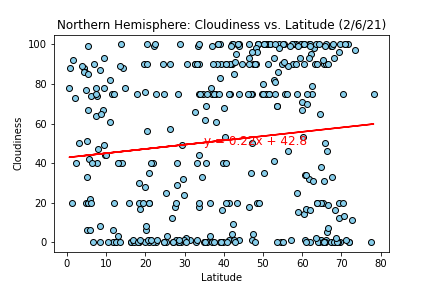 Northern Hemisphere: Cloudiness vs. Latitude (2/6/21)
100
80
60
40
20
0
Cloudiness
y = 0.22x + 42.8
0 10 20 30 40 50 60 70 80
Latitude